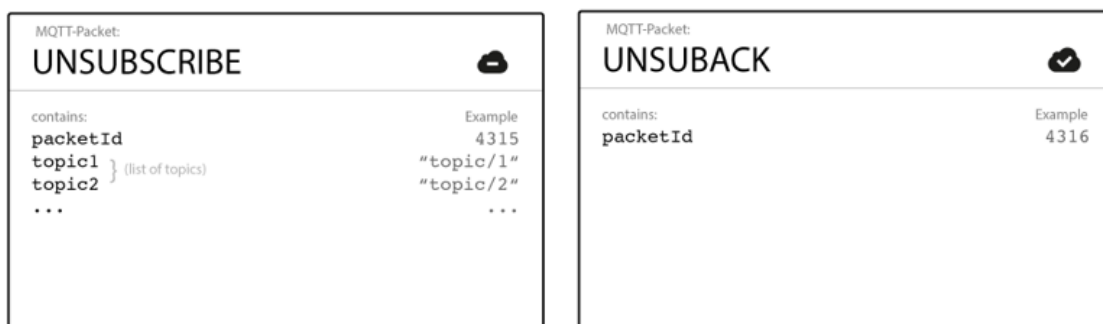 MQTT-Packet:
UNSUBSCRIBE
contains:
Example
packetId
4315
topic1
(list of topics)
"topic/1"
topic2
"topic/2"
...
...
MQTT-Packet:
UNSUBACK
contains:
Example
packetId
4316